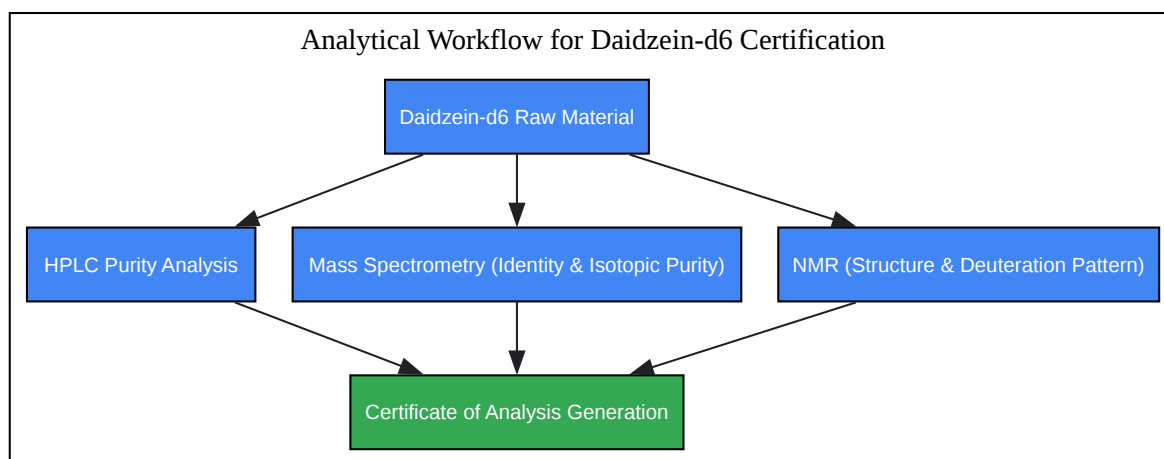 Analytical Workflow for Daidzein-d6 Certification
Daidzein-d6 Raw Material
HPLC Purity Analysis
Mass Spectrometry (Identity & Isotopic Purity)
NMR (Structure & Deuteration Pattern)
Certificate of Analysis Generation